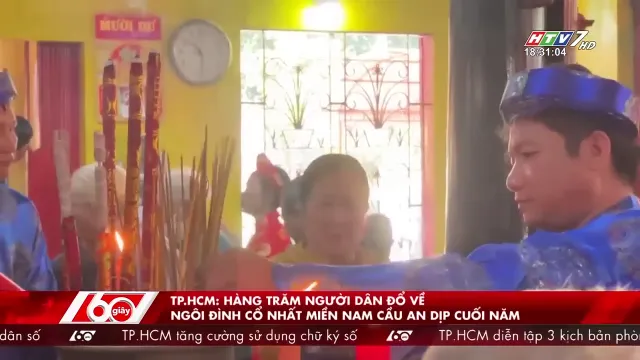 MƯỜI DỰ
HTV7 HD
18:31:04
60 giây
TP.HCM: HÀNG TRĂM NGƯỜI DÂN ĐỔ VỀ
NGÔI ĐÌNH CỔ NHẤT MIỀN NAM CẦU AN DỊP CUỐI NĂM
dân số
TP.HCM tăng cường sử dụng chữ ký số
TP.HCM diễn tập 3 kịch bản phò